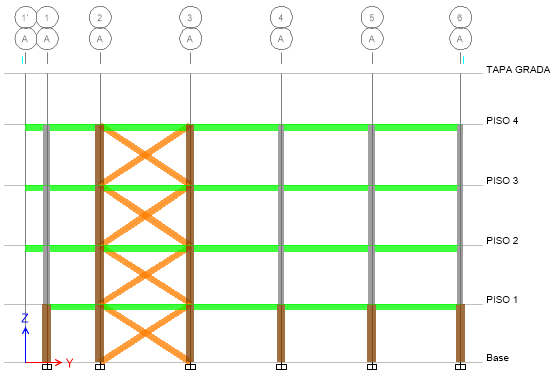 1' 1 2 3 4 5 6
A A A A A A A
TAPA GRADA
PISO 4
PISO 3
PISO 2
PISO 1
Z
Y
Base